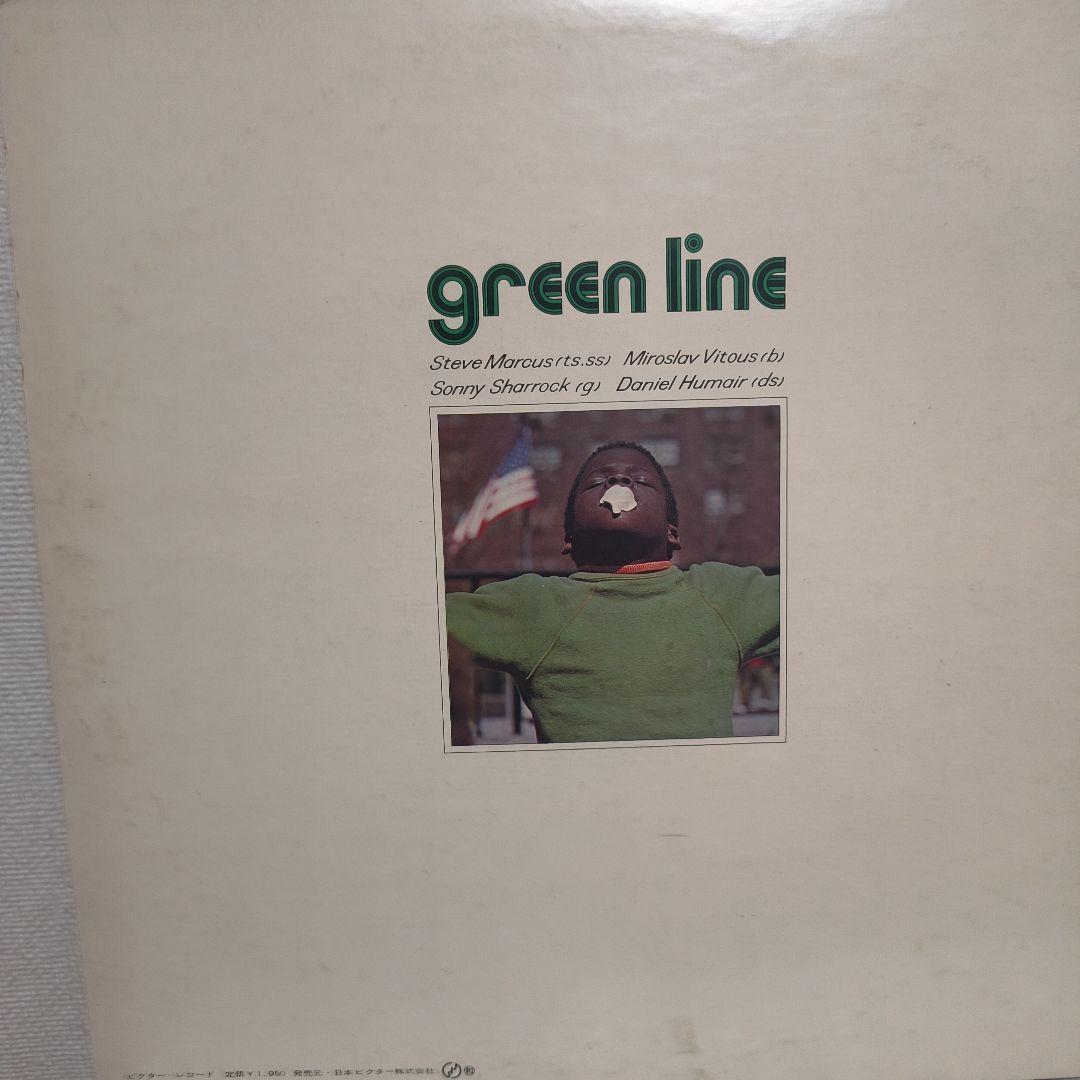 green line
Steve Marcus (ts.ss) Miroslav Vitous (b)
Sonny Sharrock (g) Daniel Humair (ds)
ビクター・レコード 定価¥1,950 発売元・日本ビクター株式会社